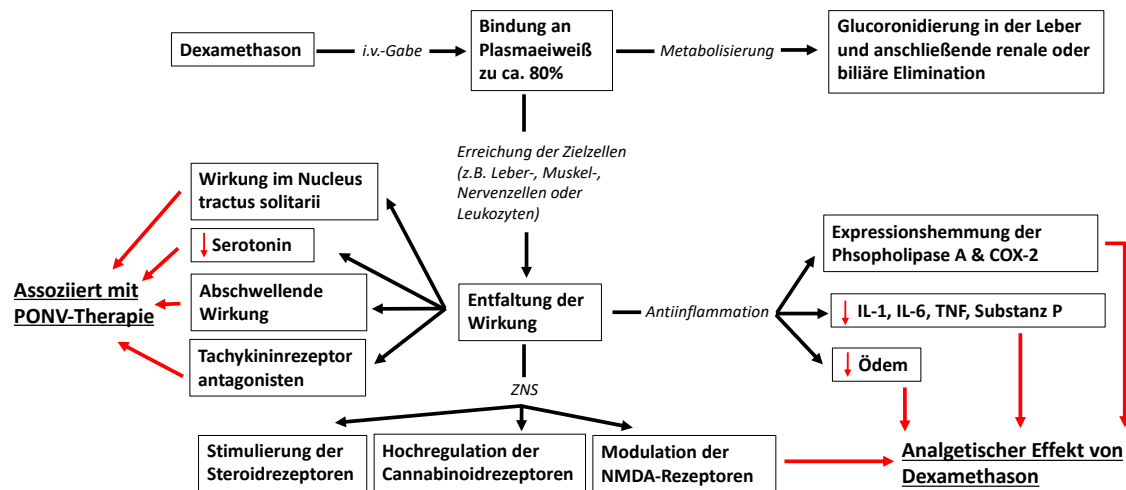 Dexamethason
i.v.-Gabe
Bindung an
Plasmaeiweiß
zu ca. 80%
Metabolisierung
Glucoronidierung in der Leber
und anschließende renale oder
biliäre Elimination
Erreichung der Zielzellen
(z.B. Leber-, Muskel-,
Nervenzellen oder
Leukozyten)
Wirkung im Nucleus
tractus solitarii
↓ Serotonin
Abschwellende
Wirkung
Tachykininrezeptor
antagonisten
Assoziiert mit
PONV-Therapie
Entfaltung der
Wirkung
Antiinflammation
Expressionshemmung der
Phsopholipase A & COX-2
↓ IL-1, IL-6, TNF, Substanz P
↓ Ödem
ZNS
Stimulierung der
Steroidrezeptoren
Hochregulation der
Cannabinoidrezeptoren
Modulation der
NMDA-Rezeptoren
Analgetischer Effekt von
Dexamethason